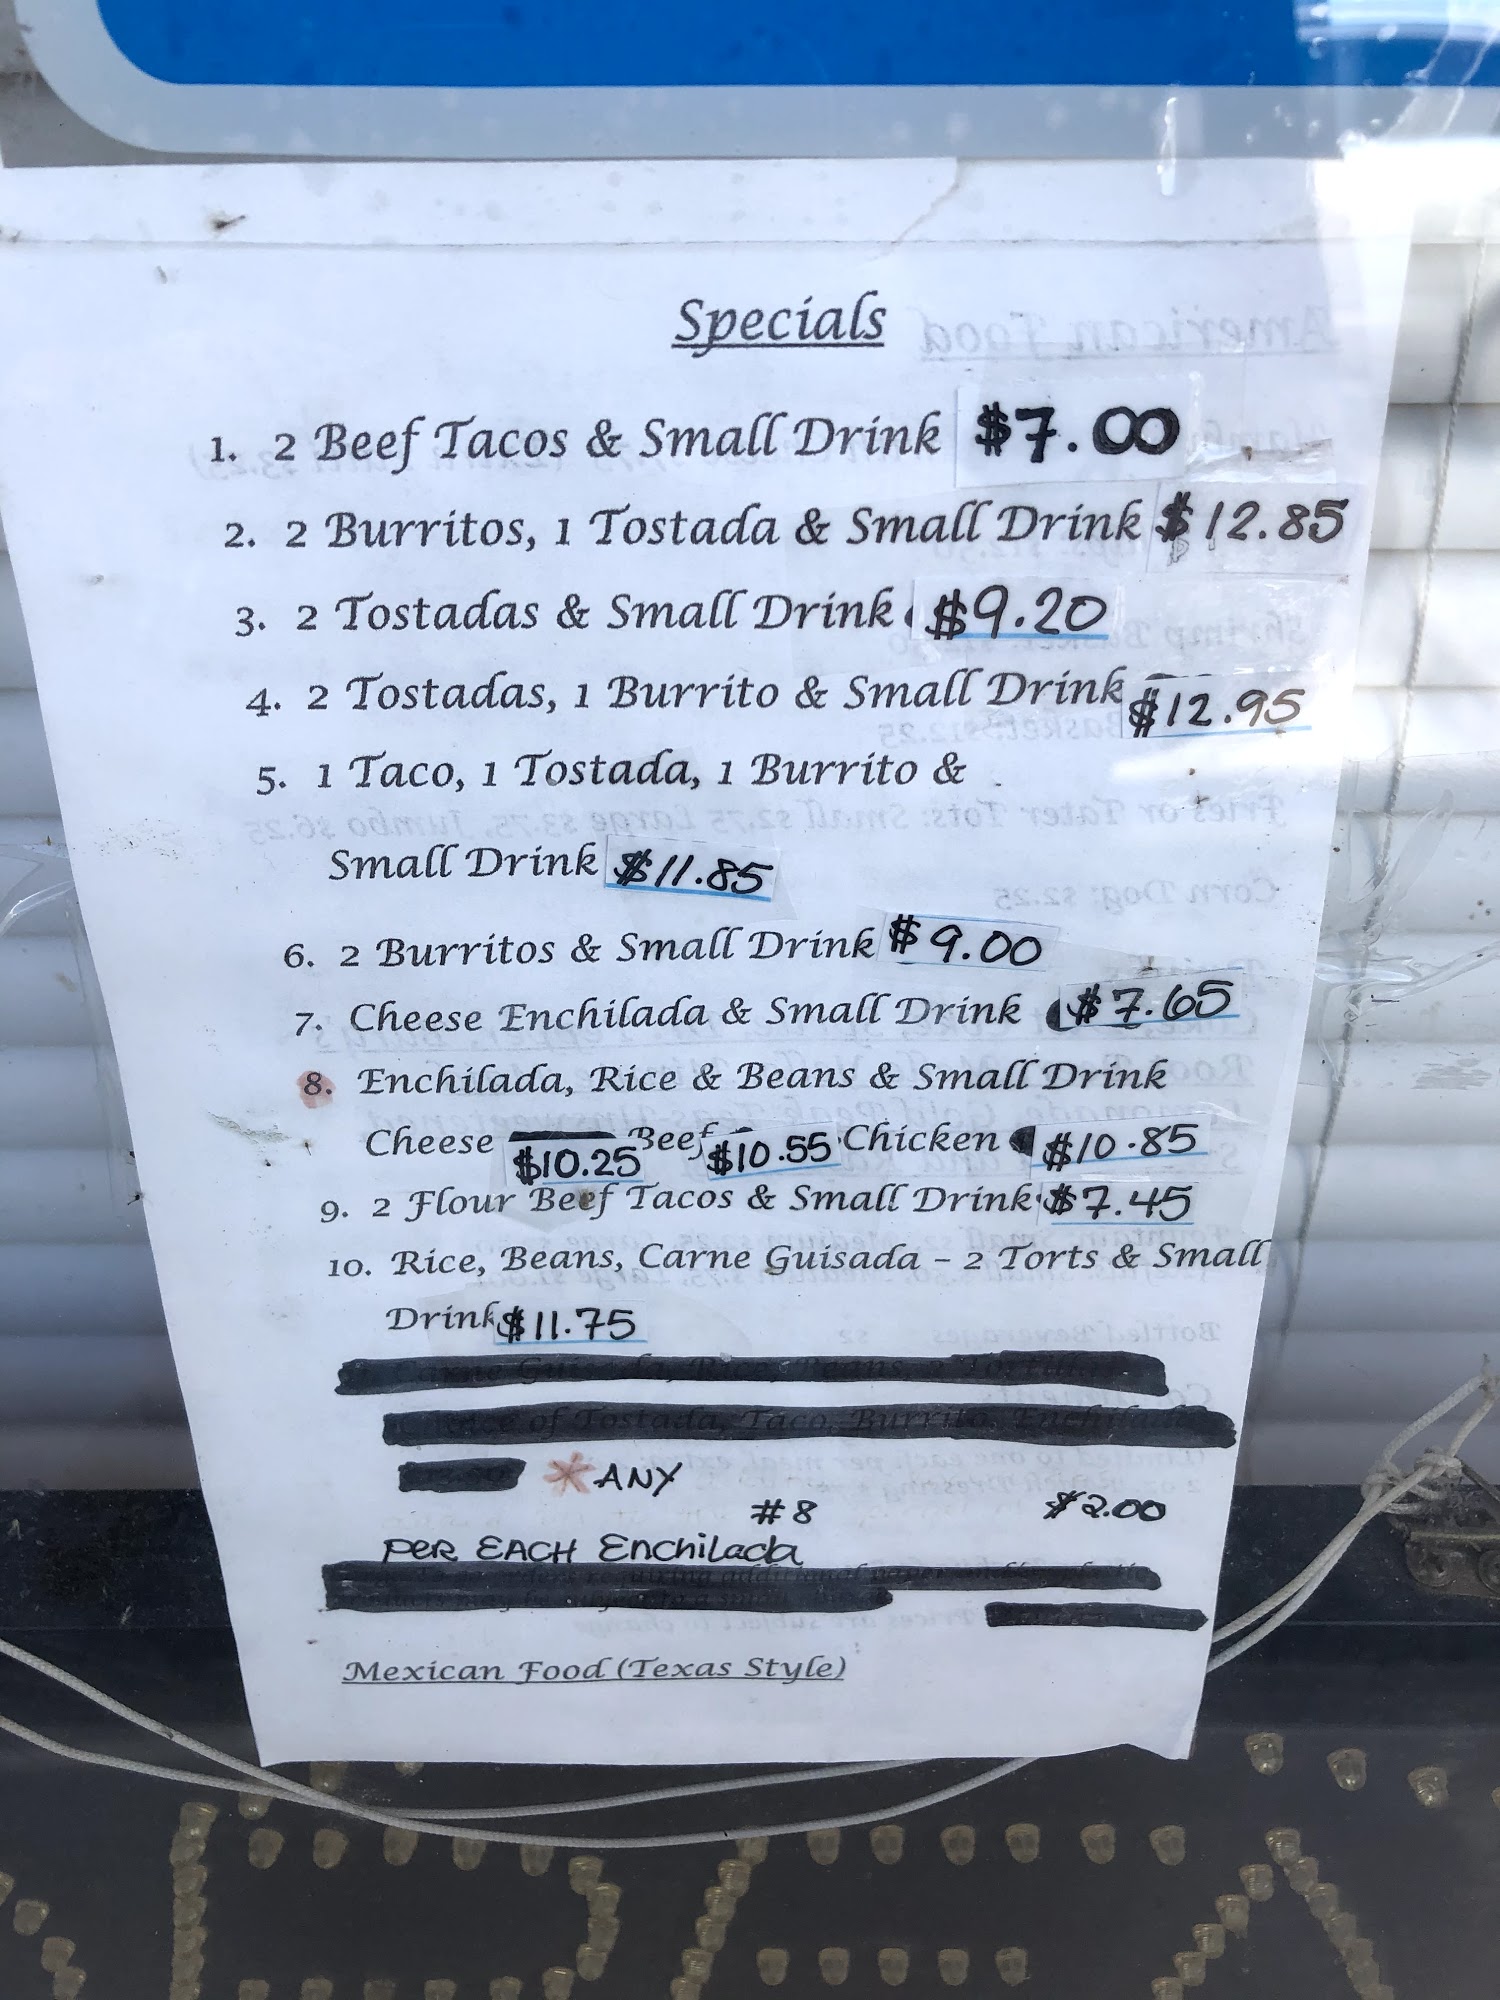 Specials
1. 2 Beef Tacos & Small Drink $7.00
2. 2 Burritos, 1 Tostada & Small Drink $12.85
3. 2 Tostadas & Small Drink $9.20
4. 2 Tostadas, 1 Burrito & Small Drink $12.95
5. 1 Taco, 1 Tostada, 1 Burrito &
Small Drink $11.85
6. 2 Burritos & Small Drink $9.00
7. Cheese Enchilada & Small Drink $7.65
8. Enchilada, Rice & Beans & Small Drink
Cheese $10.25 Beef $10.55 Chicken $10.85
9. 2 Flour Beef Tacos & Small Drink $7.45
10. Rice, Beans, Carne Guisada – 2 Torts & Small
Drink $11.75
* ANY
#8 $2.00
PER EACH Enchilada
Mexican Food (Texas Style)